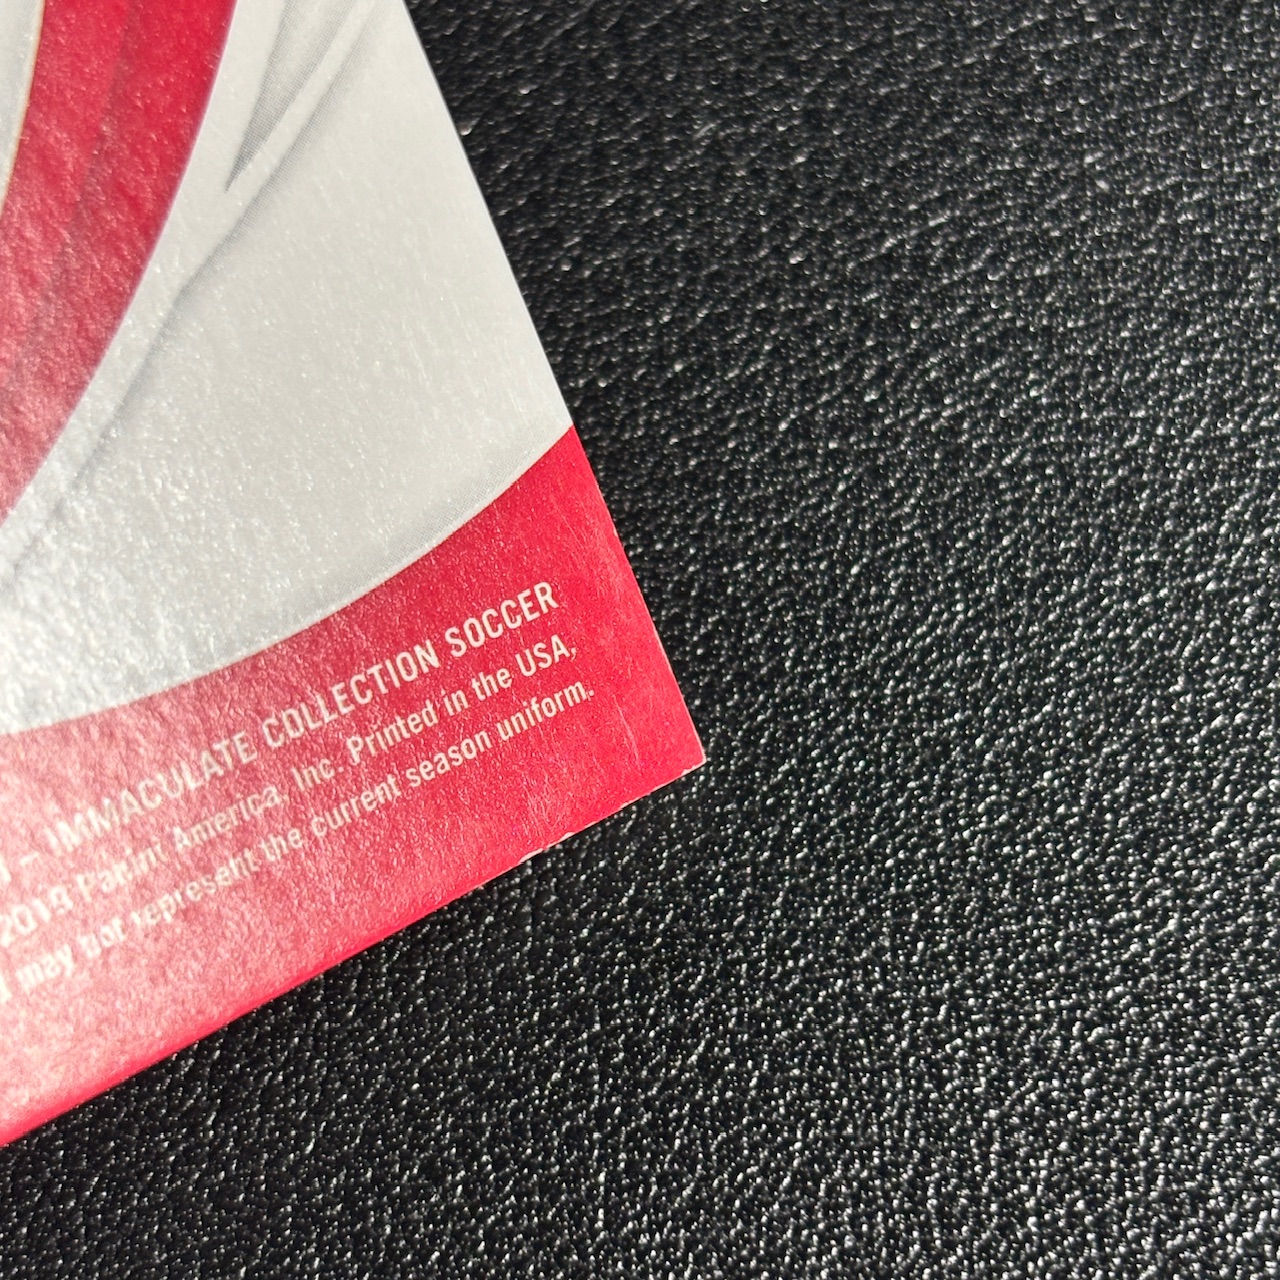 – IMMACULATE COLLECTION SOCCER
2018 Panini America, Inc. Printed in the USA,
may not represent the current season uniform.